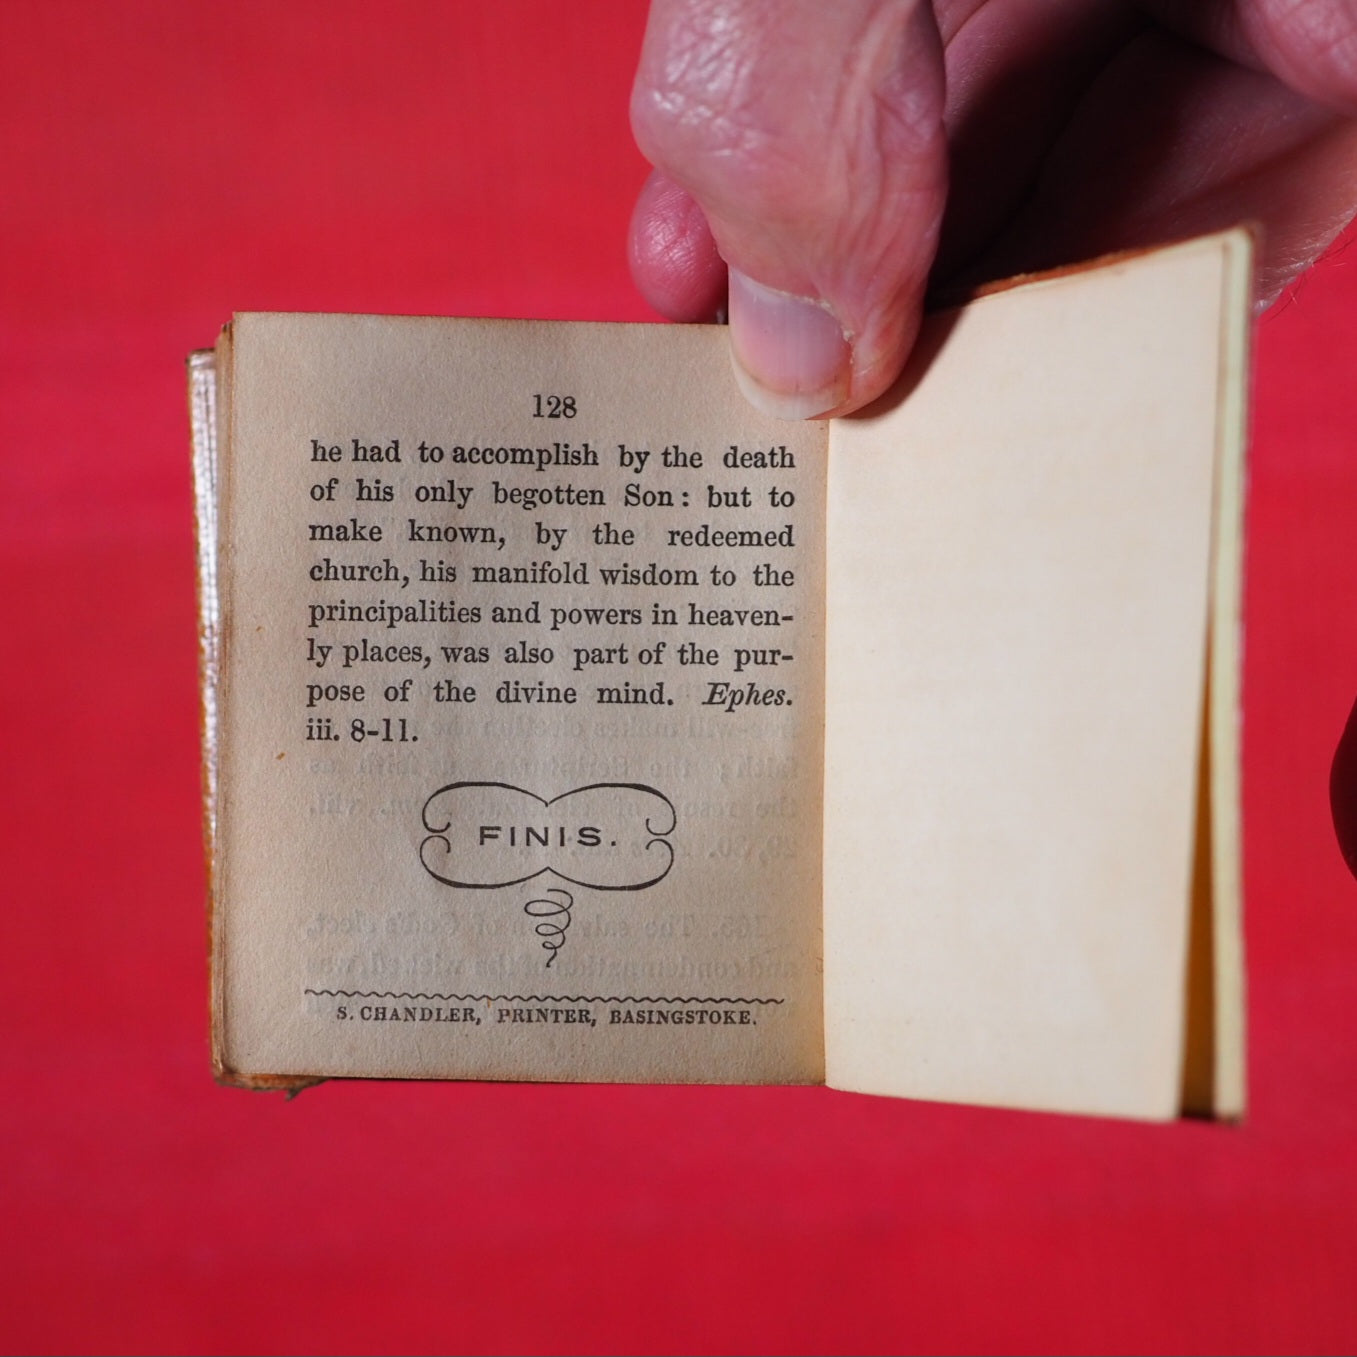 128
he had to accomplish by the death
of his only begotten Son: but to
make known, by the redeemed
church, his manifold wisdom to the
principalities and powers in heaven-
ly places, was also part of the pur-
pose of the divine mind. Ephes.
iii. 8-11.
FINIS.
S. CHANDLER, PRINTER, BASINGSTOKE.